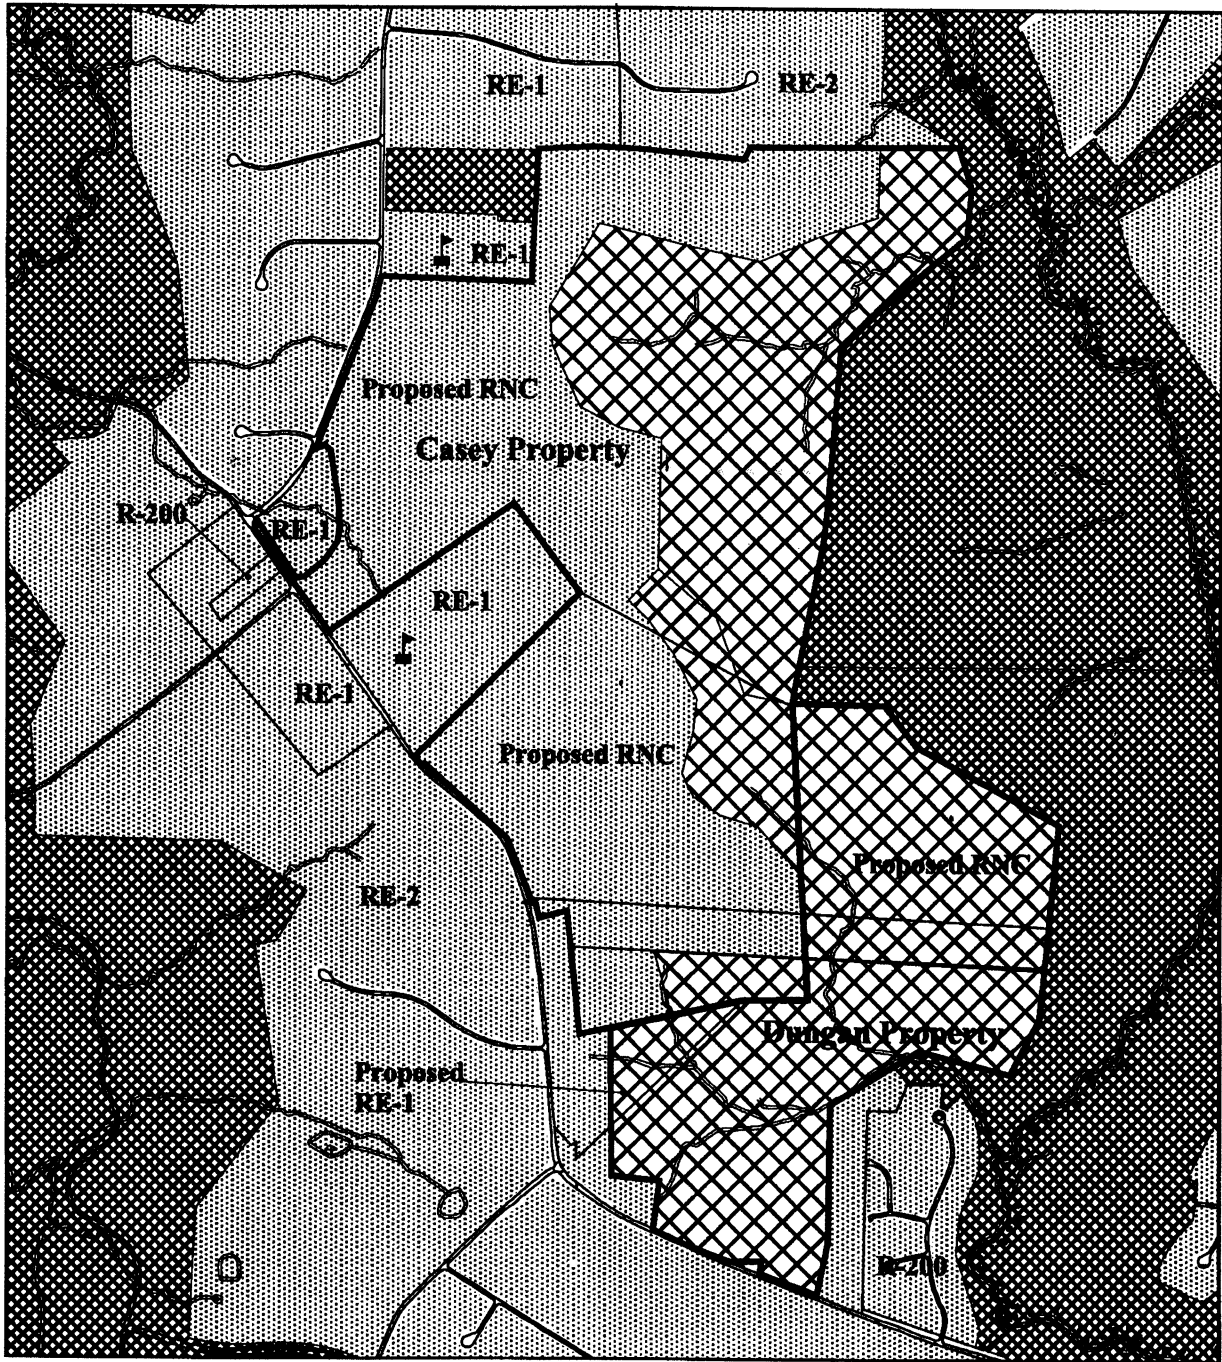 RE-1
RE-2
RE-1
Proposed RNC
Casey Property
R-200
RE-1
RE-1
RE-1
Proposed RNC
Proposed RNC
RE-2
Dungan Property
Proposed
RE-1
R-200